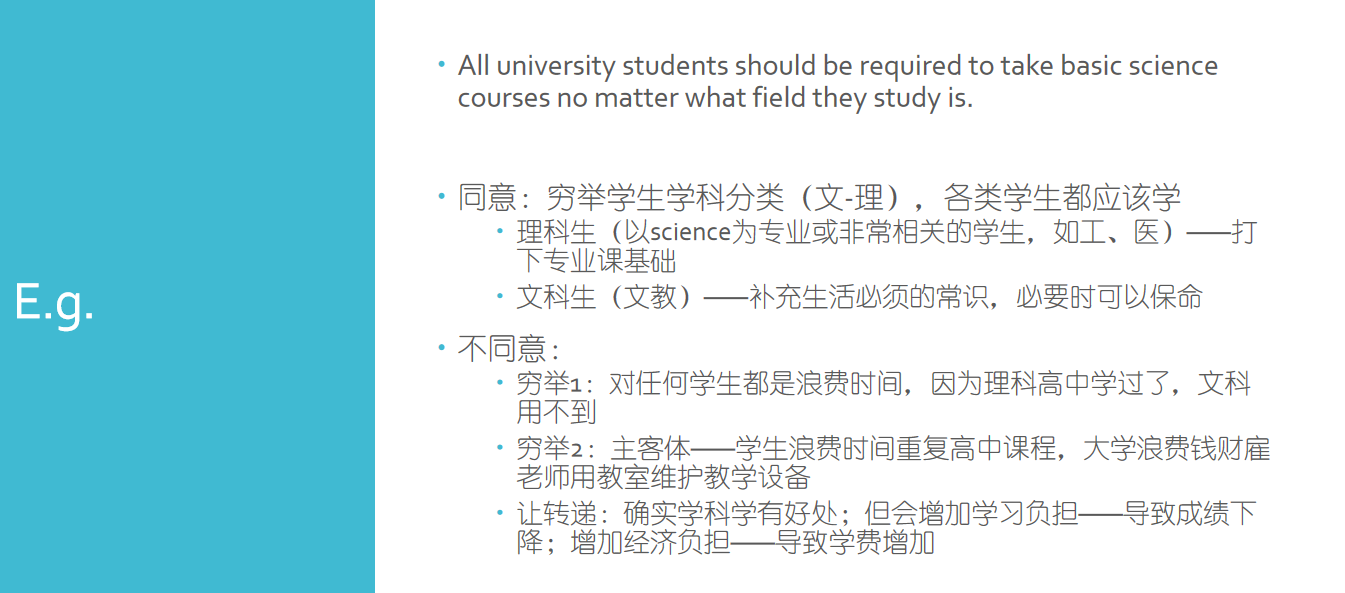 E.g.
All university students should be required to take basic science
courses no matter what field they study is.
同意：穷举学生学科分类（文-理），各类学生都应该学
理科生（以science为专业或非常相关的学生，如工、医）——打
下专业课基础
文科生（文教）——补充生活必须的常识，必要时可以保命
不同意：
穷举1：对任何学生都是浪费时间，因为理科高中学过了，文科
用不到
穷举2：主客体——学生浪费时间重复高中课程，大学浪费钱财雇
老师用教室维护教学设备
让转递：确实学科学有好处；但会增加学习负担——导致成绩下
降；增加经济负担——导致学费增加